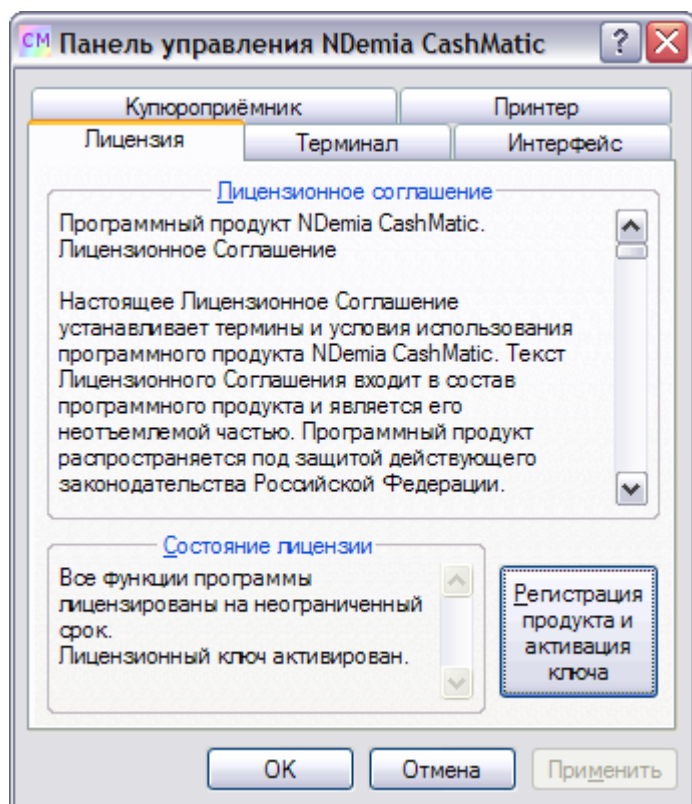 CM Панель управления NDemia CashMatic ?
Купюроприёмник Принтер
Лицензия Терминал Интерфейс
Лицензионное соглашение
Программный продукт NDemia CashMatic.
Лицензионное Соглашение
Настоящее Лицензионное Соглашение
устанавливает термины и условия использования
программного продукта NDemia CashMatic. Текст
Лицензионного Соглашения входит в состав
программного продукта и является его
неотъемлемой частью. Программный продукт
распространяется под защитой действующего
законодательства Российской Федерации.
Состояние лицензии
Все функции программы
лицензированы на неограниченный
срок.
Лицензионный ключ активирован.
Регистрация
продукта и
активация
ключа
OK Отмена Применить